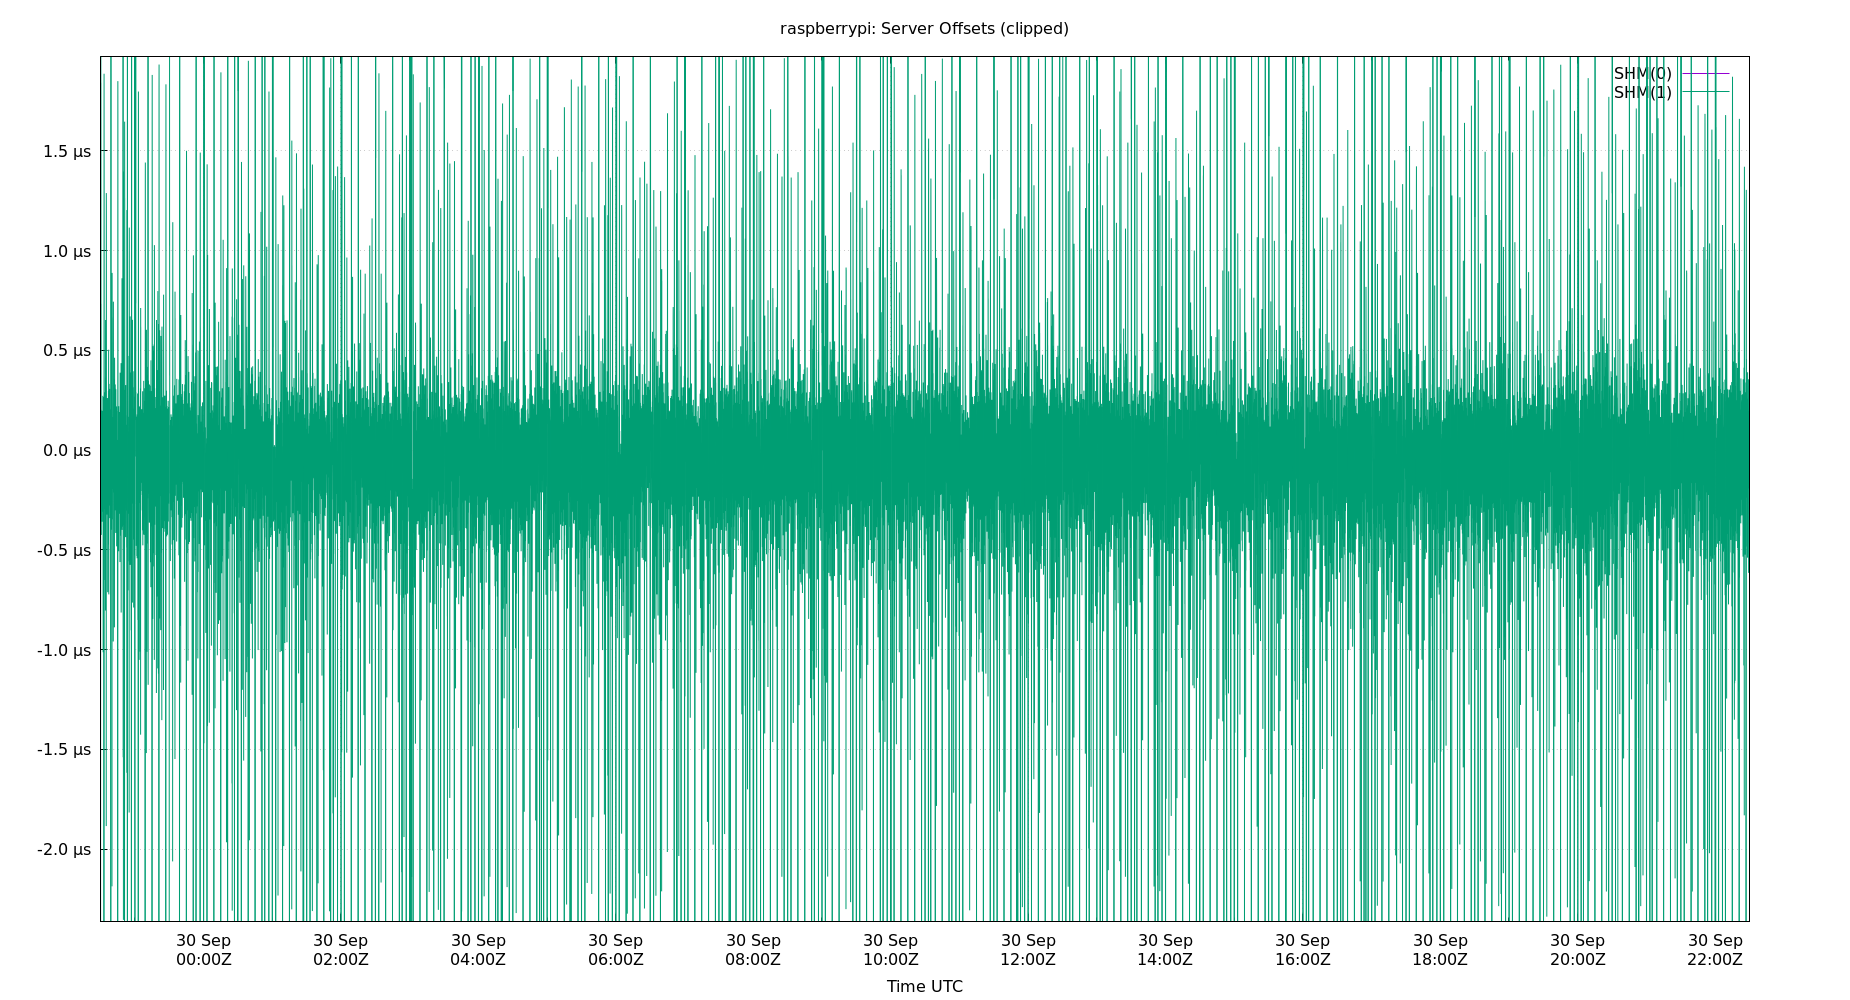 raspberrypi: Server Offsets (clipped)
SHM(0)
SHM(1)
1.5 µs
1.0 µs
0.5 µs
0.0 µs
-0.5 µs
-1.0 µs
-1.5 µs
-2.0 µs
30 Sep 30 Sep 30 Sep 30 Sep 30 Sep 30 Sep 30 Sep 30 Sep 30 Sep 30 Sep 30 Sep 30 Sep
00:00Z 02:00Z 04:00Z 06:00Z 08:00Z 10:00Z 12:00Z 14:00Z 16:00Z 18:00Z 20:00Z 22:00Z
Time UTC